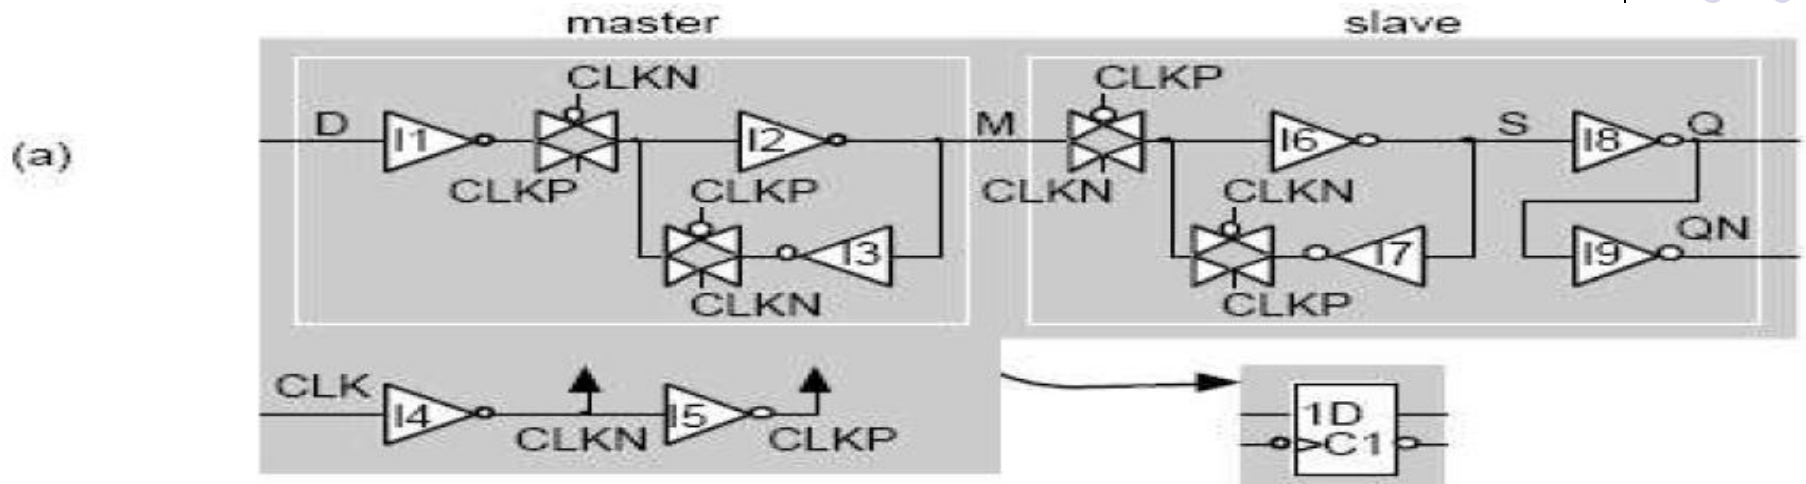 master slave
CLKN CLKP
D I1 I2 M I6 S I8 Q
(a)
CLKP CLKP CLKN CLKN
I3 I7 I9 QN
CLKN CLKP
CLK I4 I5 1D
CLKN CLKP >C1